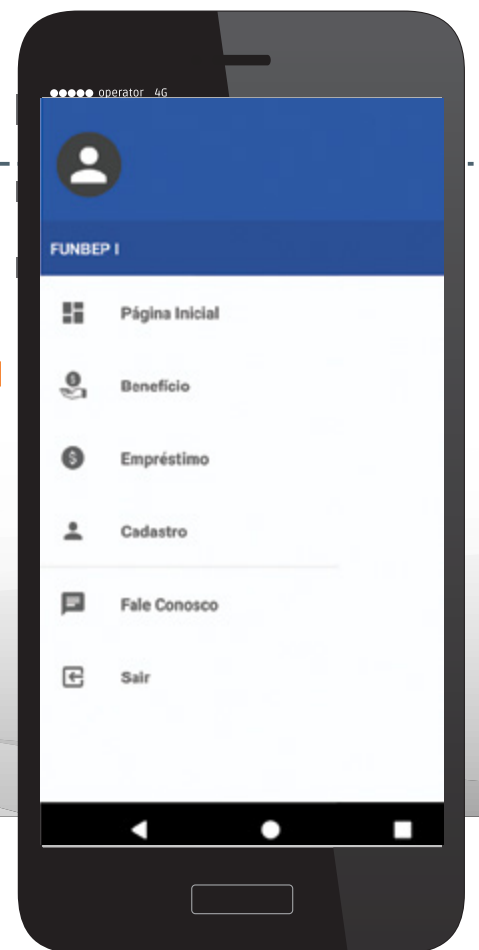 operator 4G
FUNBEP I
Página Inicial
Benefício
Empréstimo
Cadastro
Fale Conosco
Sair